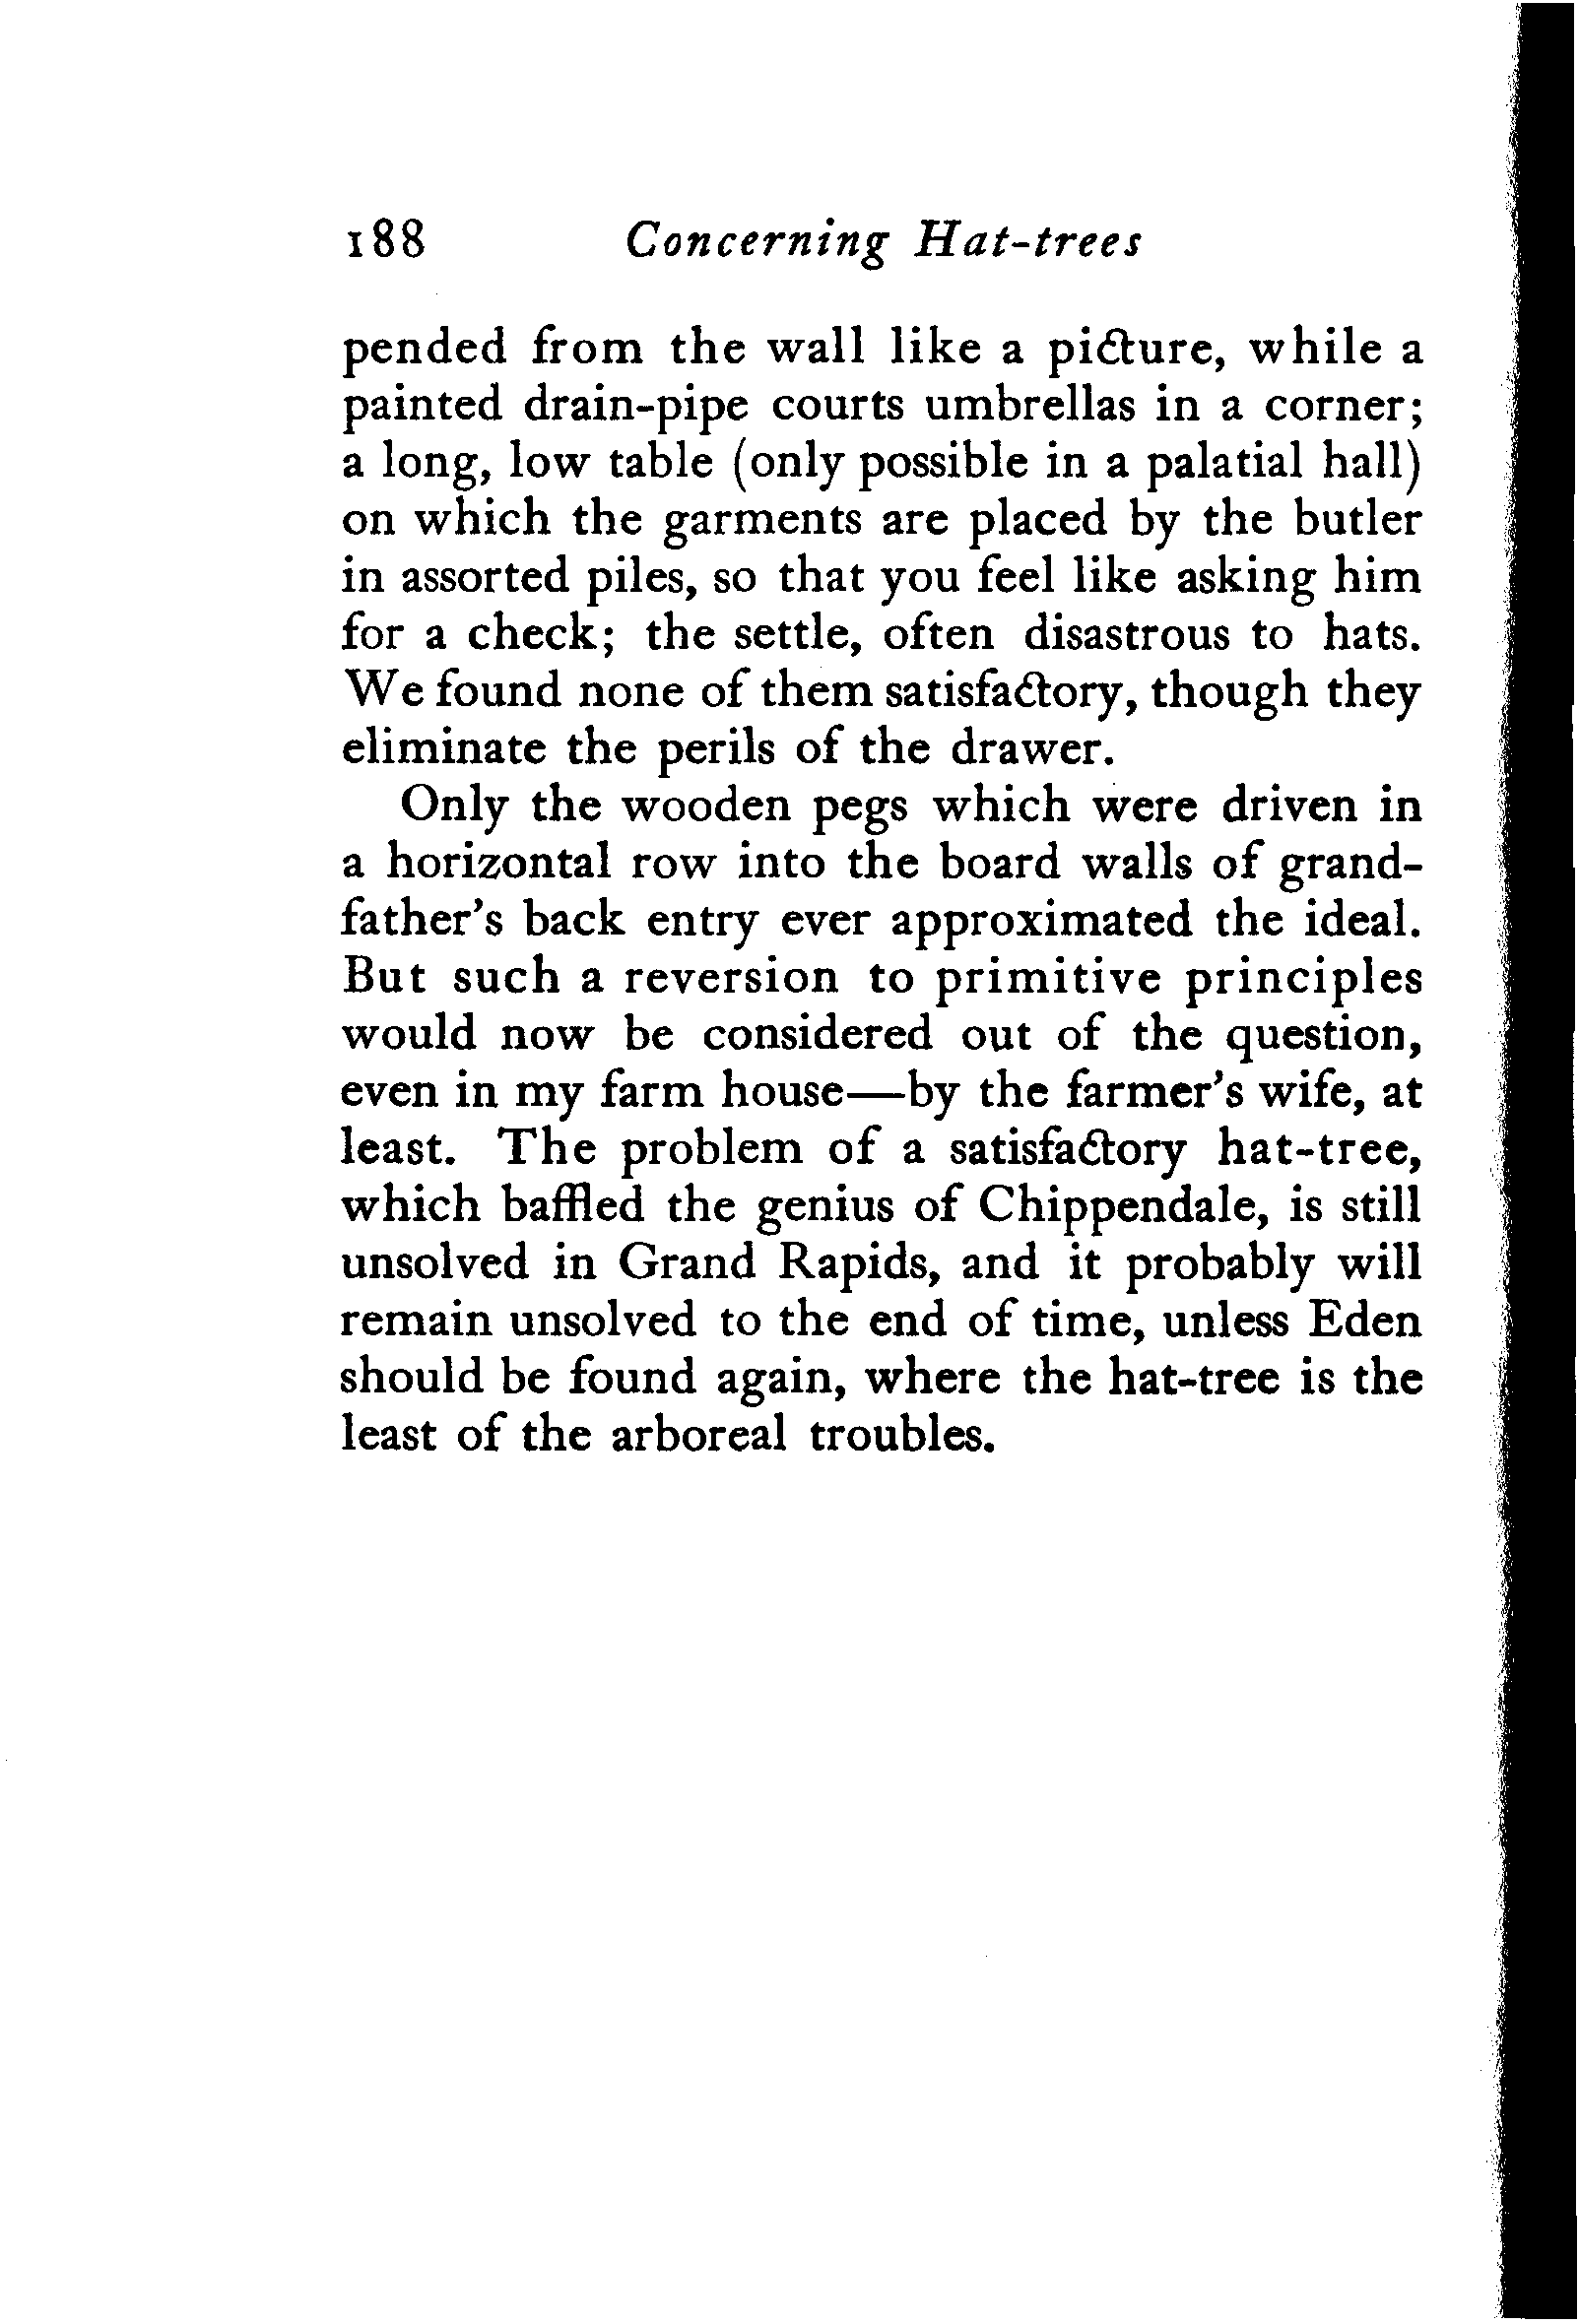 188 Concerning Hat-trees
pended from the wall like a picture, while a
painted drain-pipe courts umbrellas in a corner;
a long, low table (only possible in a palatial hall)
on which the garments are placed by the butler
in assorted piles, so that you feel like asking him
for a check; the settle, often disastrous to hats.
We found none of them satisfactory, though they
eliminate the perils of the drawer.
Only the wooden pegs which were driven in
a horizontal row into the board walls of grand-
father's back entry ever approximated the ideal.
But such a reversion to primitive principles
would now be considered out of the question,
even in my farm house—by the farmer's wife, at
least. The problem of a satisfactory hat-tree,
which baffled the genius of Chippendale, is still
unsolved in Grand Rapids, and it probably will
remain unsolved to the end of time, unless Eden
should be found again, where the hat-tree is the
least of the arboreal troubles.